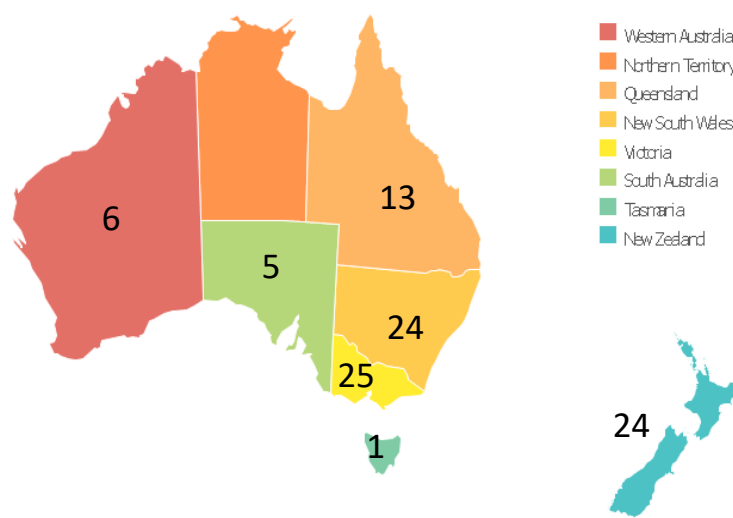 Western Australia
Northern Territory
Queensland
New South Wales
Victoria
South Australia
Tasmania
New Zealand
6
13
5
24
25
1
24